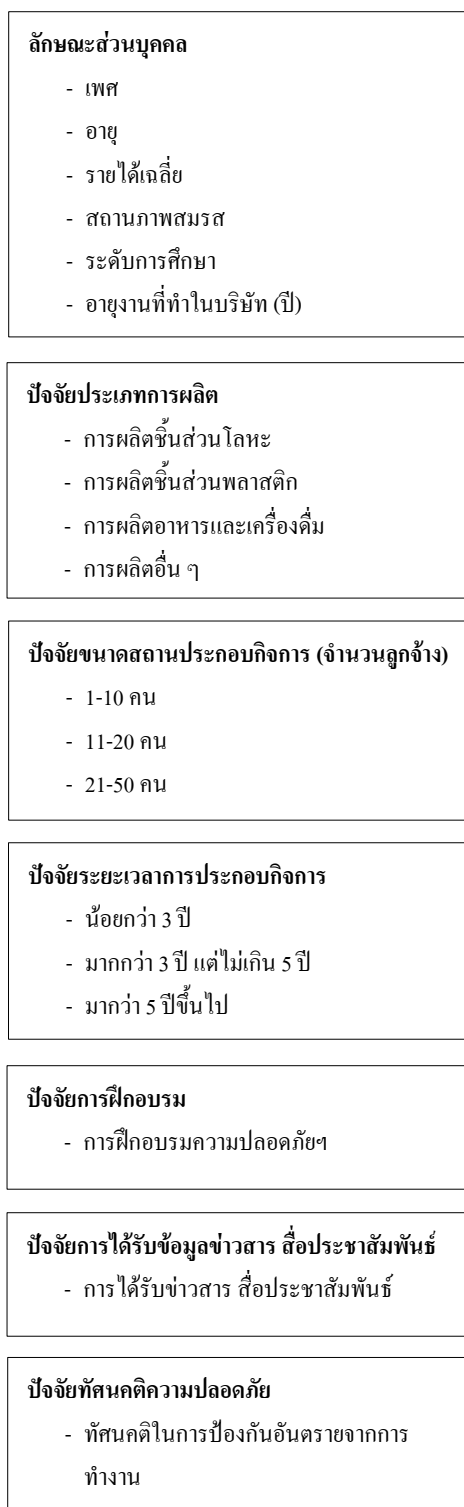 ลักษณะส่วนบุคคล
- เพศ
- อายุ
- รายได้เฉลี่ย
- สถานภาพสมรส
- ระดับการศึกษา
- อายุงานที่ทำในบริษัท (ปี)
ปัจจัยประเภทการผลิต
- การผลิตชิ้นส่วนโลหะ
- การผลิตชิ้นส่วนพลาสติก
- การผลิตอาหารและเครื่องดื่ม
- การผลิตอื่น ๆ
ปัจจัยขนาดสถานประกอบกิจการ (จำนวนลูกจ้าง)
- 1-10 คน
- 11-20 คน
- 21-50 คน
ปัจจัยระยะเวลาการประกอบกิจการ
- น้อยกว่า 3 ปี
- มากกว่า 3 ปี แต่ไม่เกิน 5 ปี
- มากว่า 5 ปีขึ้นไป
ปัจจัยการฝึกอบรม
- การฝึกอบรมความปลอดภัยฯ
ปัจจัยการได้รับข้อมูลข่าวสาร สื่อประชาสัมพันธ์
- การได้รับข่าวสาร สื่อประชาสัมพันธ์
ปัจจัยทัศนคติความปลอดภัย
- ทัศนคติในการป้องกันอันตรายจากการ
ทำงาน